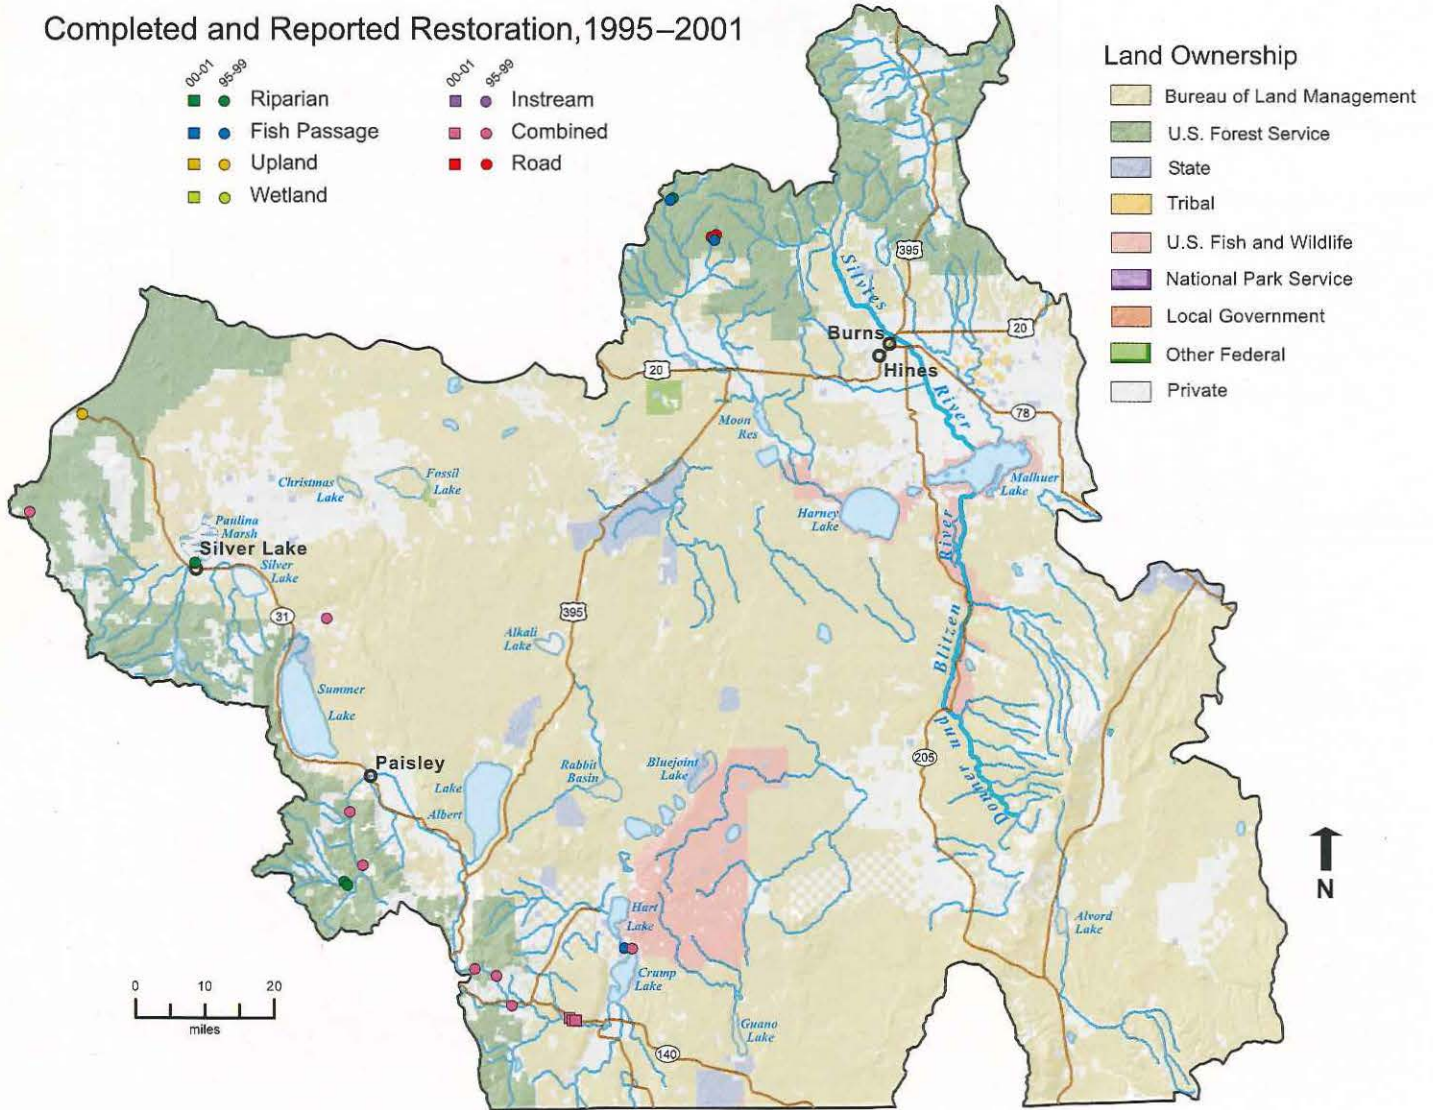 Completed and Reported Restoration, 1995–2001
00-01
95-99
Riparian
Fish Passage
Upland
Wetland
00-01
95-99
Instream
Combined
Road
Land Ownership
Bureau of Land Management
U.S. Forest Service
State
Tribal
U.S. Fish and Wildlife
National Park Service
Local Government
Other Federal
Private
395
Silvies
River
20
Burns
Hines
20
78
Moon
Res
Malhuer
Lake
Harney
Lake
Christmas
Lake
Fossil
Lake
Paulina
Marsh
Silver Lake
Silver
Lake
31
395
Alkali
Lake
River
Blitzen
und
Donner
Summer
Lake
Paisley
Lake
Albert
Rabbit
Basin
Bluejoint
Lake
205
Hart
Lake
Crump
Lake
Guano
Lake
Alvord
Lake
140
N
0 10 20
miles